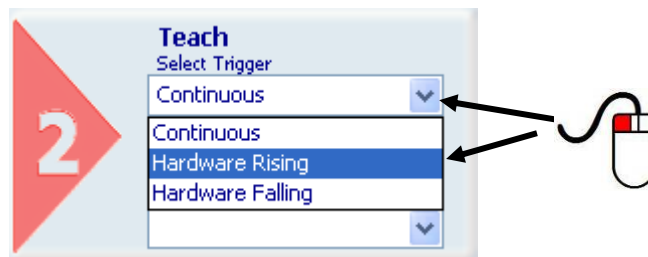 2
Teach
Select Trigger
Continuous
Continuous
Hardware Rising
Hardware Falling